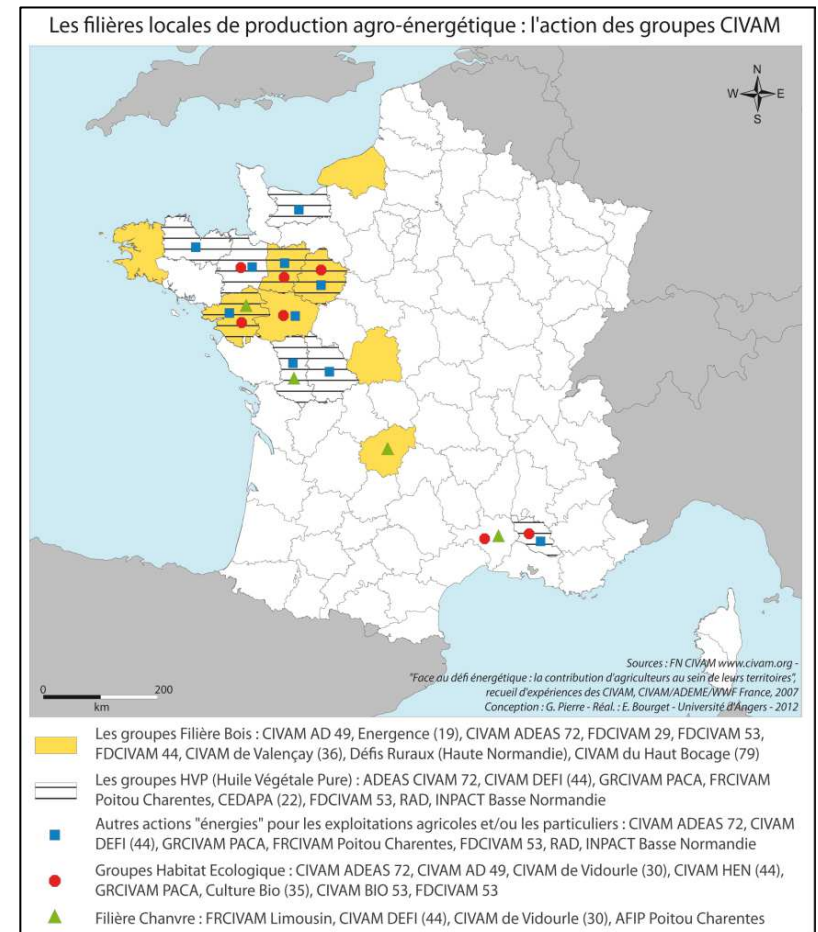 Les filières locales de production agro-énergétique : l'action des groupes CIVAM
N
W E
S
Sources : FN CIVAM www.civam.org -
"Face au défi énergétique : la contribution d'agriculteurs au sein de leurs territoires",
recueil d'expériences des CIVAM, CIVAM/ADEME/WWF France, 2007
Conception : G. Pierre - Réal. : E. Bourget - Université d'Angers - 2012
0 200
km
Les groupes Filière Bois : CIVAM AD 49, Energence (19), CIVAM ADEAS 72, FDCIVAM 29, FDCIVAM 53,
FDCIVAM 44, CIVAM de Valençay (36), Défis Ruraux (Haute Normandie), CIVAM du Haut Bocage (79)
Les groupes HVP (Huile Végétale Pure) : ADEAS CIVAM 72, CIVAM DEFI (44), GRCIVAM PACA, FRCIVAM
Poitou Charentes, CEDAPA (22), FDCIVAM 53, RAD, INPACT Basse Normandie
Autres actions "énergies" pour les exploitations agricoles et/ou les particuliers : CIVAM ADEAS 72, CIVAM
DEFI (44), GRCIVAM PACA, FRCIVAM Poitou Charentes, FDCIVAM 53, RAD, INPACT Basse Normandie
Groupes Habitat Ecologique : CIVAM ADEAS 72, CIVAM AD 49, CIVAM de Vidourle (30), CIVAM HEN (44),
GRCIVAM PACA, Culture Bio (35), CIVAM BIO 53, FDCIVAM 53
Filière Chanvre : FRCIVAM Limousin, CIVAM DEFI (44), CIVAM de Vidourle (30), AFIP Poitou Charentes